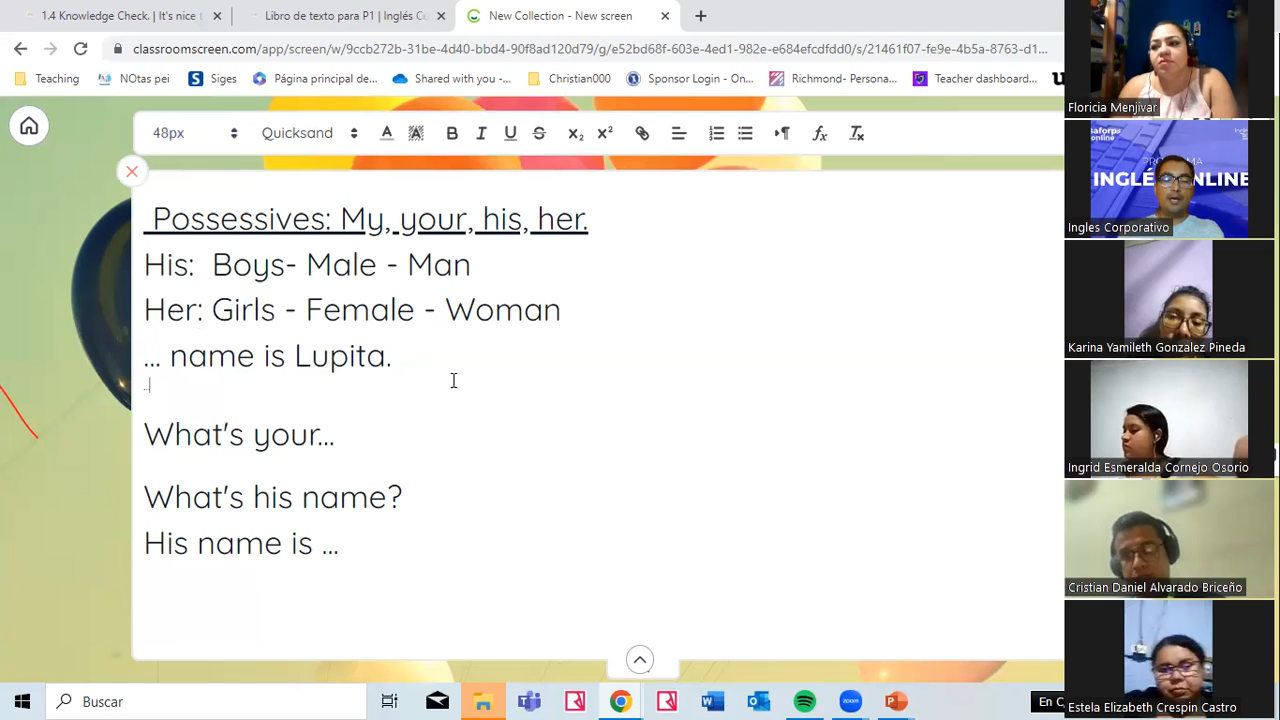 1.4 Knowledge Check. | It's nice t
Libro de texto para P1 | Inglés C
New Collection - New screen
classroomscreen.com/app/screen/w/9ccb272b-31be-4b
4-90f8ad120d79/g/e52bd68f-603e-4ed1-982e-e684efcdfdd0/s/214b1f07-fe9e-4b5a-8763-d1...
Teaching
NOtas pei
Siges
Página principal de...
Shared with you -...
Christian000
Sponsor Login - On...
Richmond- Persona...
Teacher dashboard...
48px
Quicksand
Possessives: My, your, his, her.
His: Boys- Male - Man
Her: Girls - Female - Woman
... name is Lupita.
What's your...
What's his name?
His name is ...
Buscar
Floricia Menjivar
saforp
online
INGLÉ ONLINE
Ingles Corporativo
Karina Yamileth Gonzalez Pineda
Ingrid Esmeralda Cornejo Osorio
Cristian Daniel Alvarado Briceño
Estela Elizabeth Crespin Castro